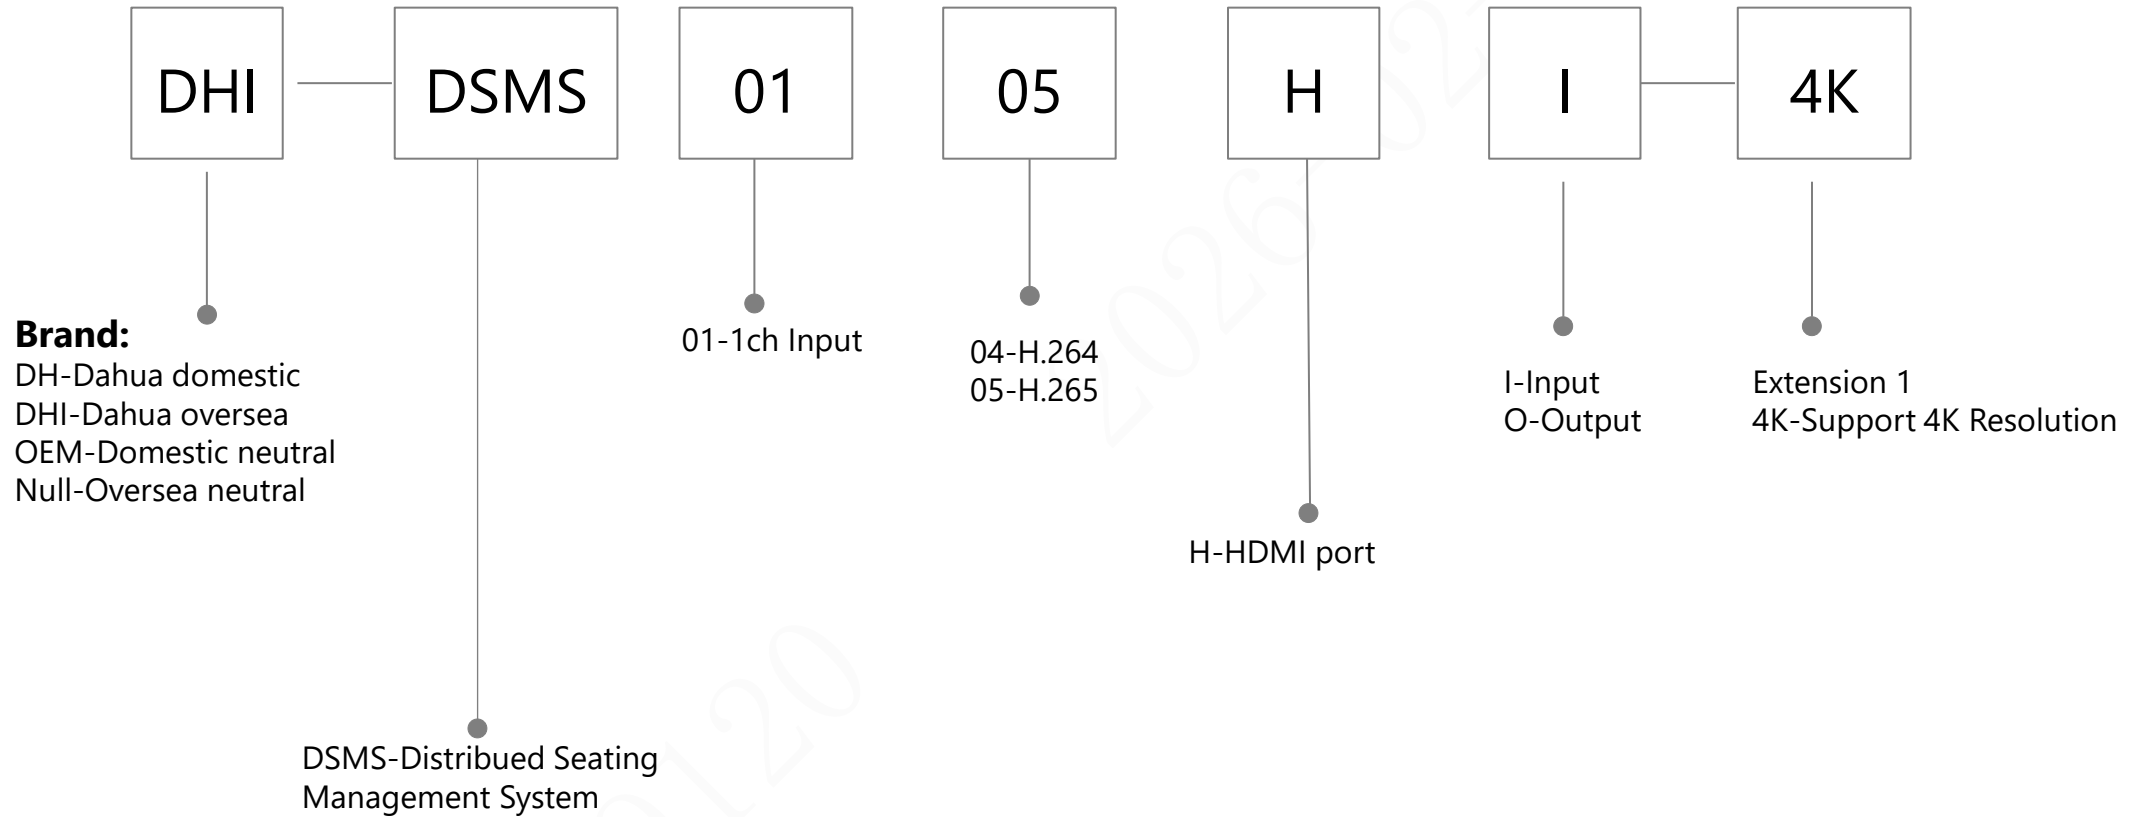 DHI
DSMS
01
05
H
I
4K
Brand:
DH-Dahua domestic
DHI-Dahua oversea
OEM-Domestic neutral
Null-Oversea neutral
01-1ch Input
04-H.264
05-H.265
I-Input
O-Output
Extension 1
4K-Support 4K Resolution
H-HDMI port
DSMS-Distribued Seating
Management System